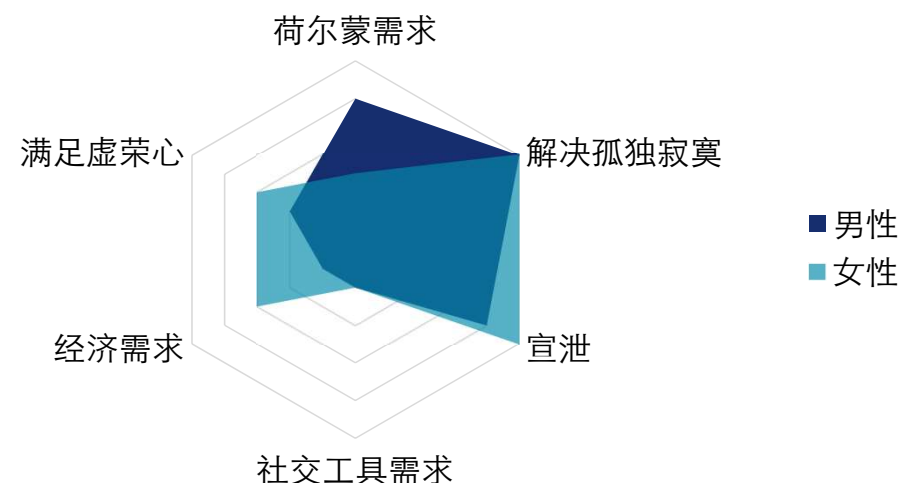 荷尔蒙需求
满足虚荣心
解决孤独寂寞
男性
女性
经济需求
宣泄
社交工具需求